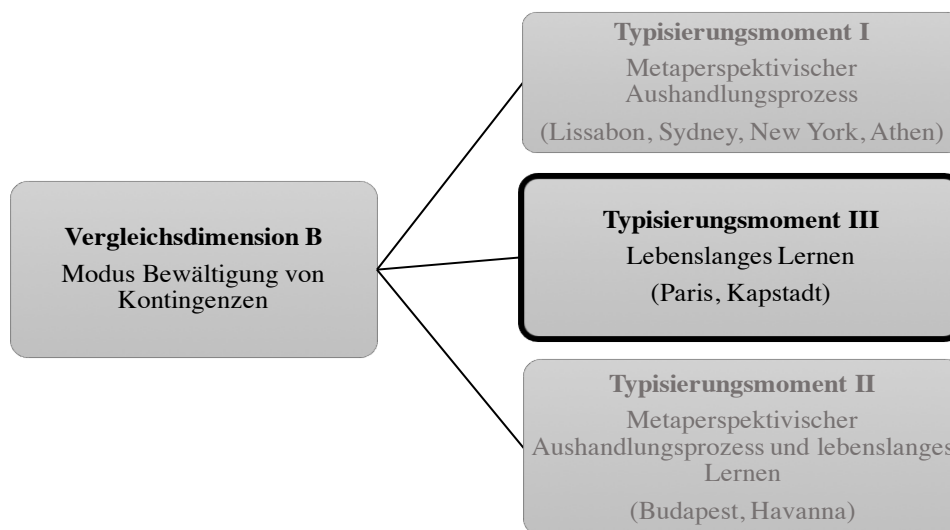 Vergleichsdimension B
Modus Bewältigung von
Kontingenzen
Typisierungsmoment I
Metaperspektivischer
Aushandlungsprozess
(Lissabon, Sydney, New York, Athen)
Typisierungsmoment III
Lebenslanges Lernen
(Paris, Kapstadt)
Typisierungsmoment II
Metaperspektivischer
Aushandlungsprozess und lebenslanges
Lernen
(Budapest, Havanna)